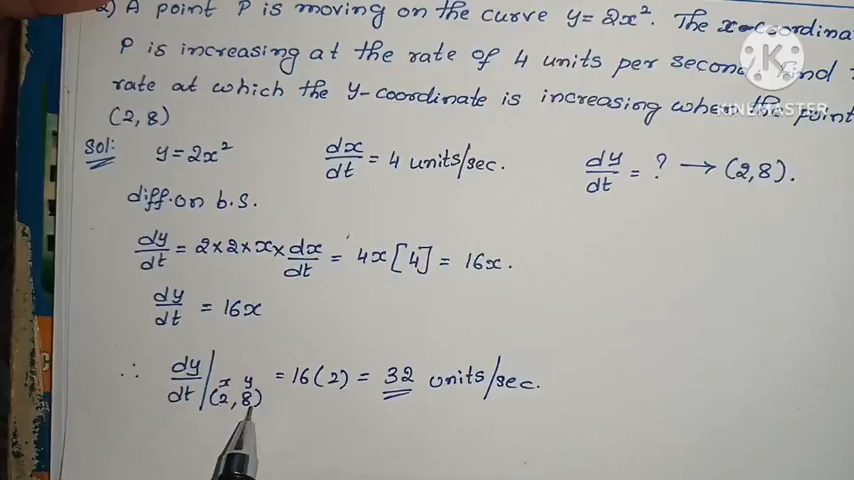 2) A point P is moving on the curve y = 2x². The x-coordina
P is increasing at the rate of 4 units per second find
rate at which the y-coordinate is increasing when the point
KINEMASTER
(2,8)
Sol: y = 2x² dx/dt = 4 units/sec. dy/dt = ? → (2,8).
diff. on b.s.
dy/dt = 2×2×x×dx/dt = 4x[4] = 16x.
dy/dt = 16x
∴ dy/dt|(2,8) x y = 16(2) = 32 units/sec.